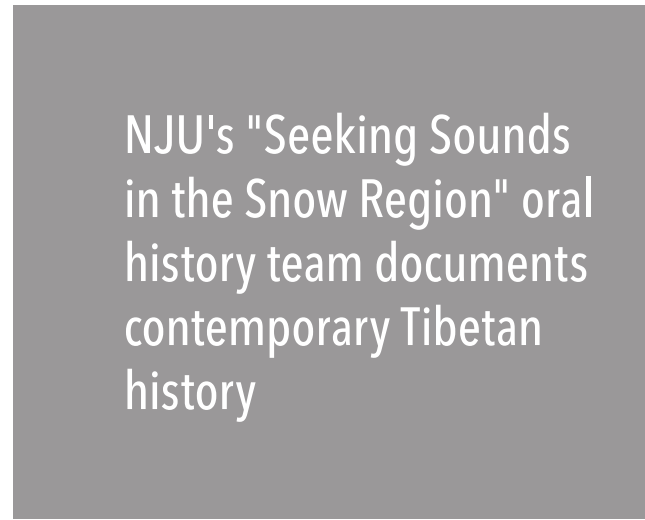 NJU's "Seeking Sounds
in the Snow Region" oral
history team documents
contemporary Tibetan
history